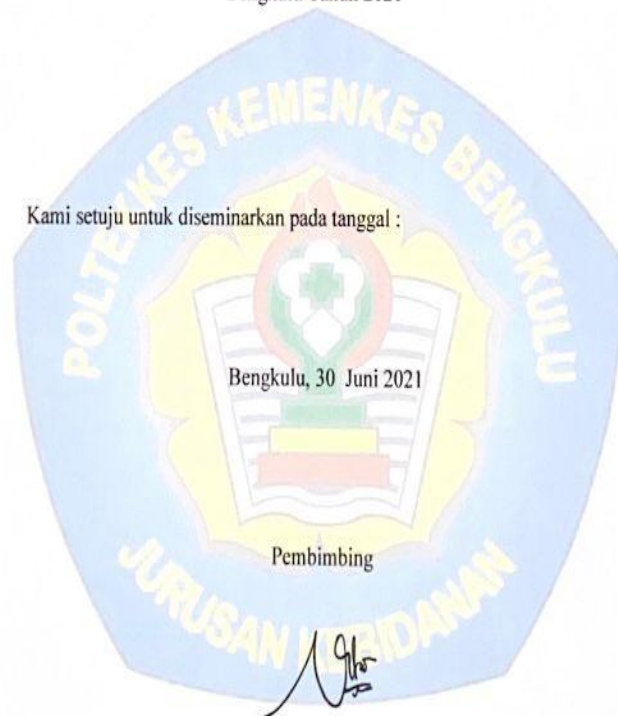 POLTEKKES KEMENKES BENGKULU
Kami setuju untuk diseminarkan pada tanggal :
Bengkulu, 30 Juni 2021
Pembimbing
JURUSAN KEBIDANAN